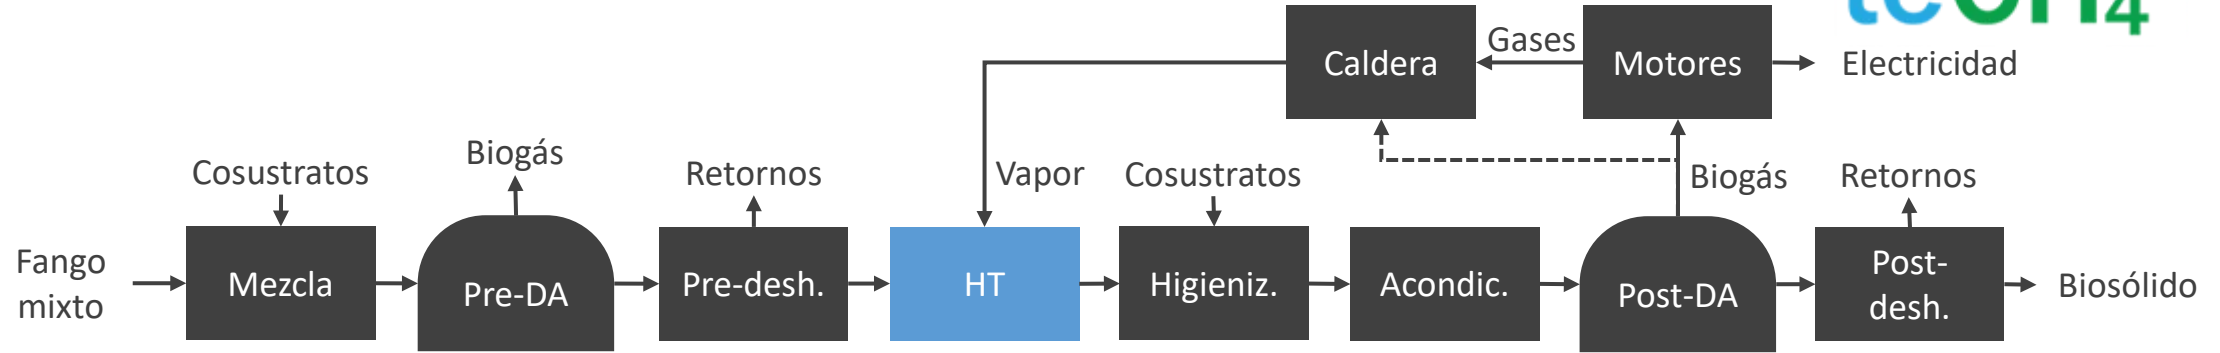 teCH4
Gases
Caldera
Motores
Electricidad
Biogás
Cosustratos
Retornos
Vapor
Cosustratos
Biogás
Retornos
Fango
mixto
Mezcla
Pre-DA
Pre-desh.
HT
Higieniz.
Acondic.
Post-DA
Post-
desh.
Biosólido